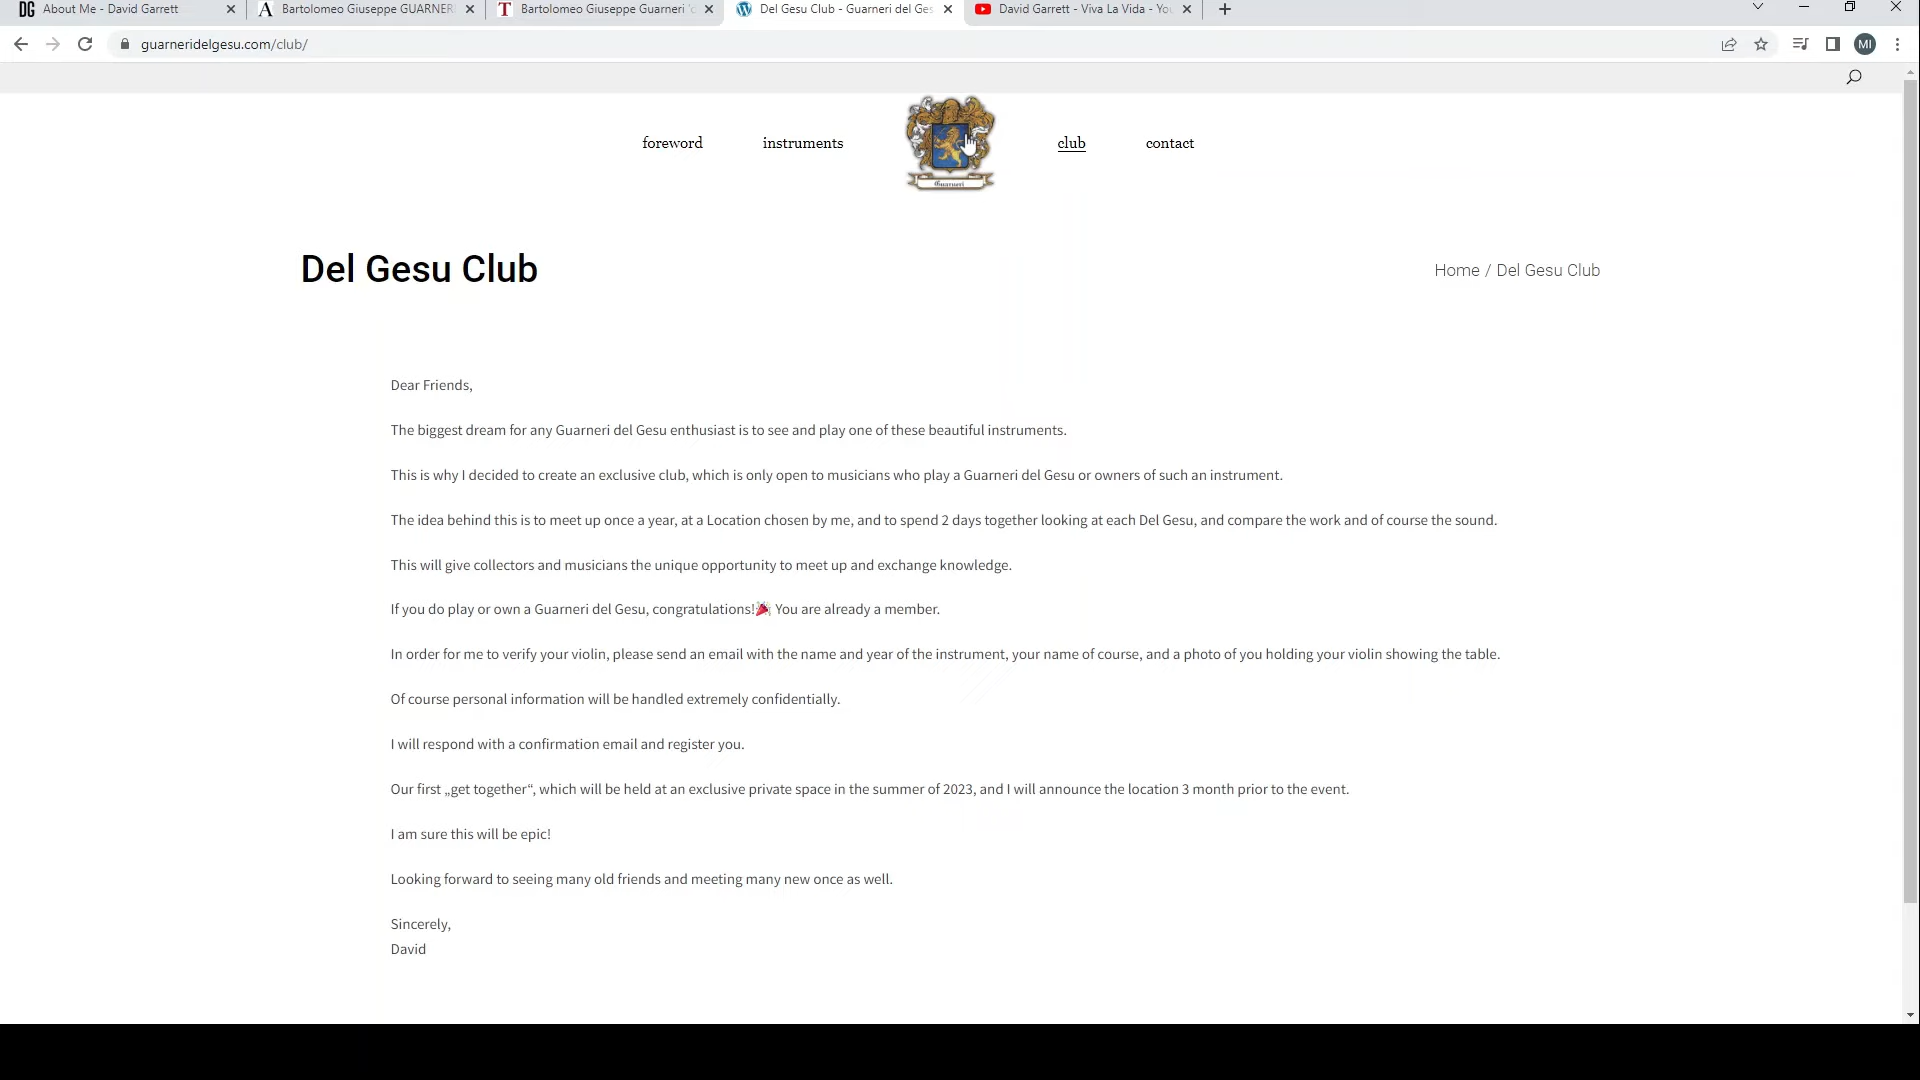 DG About Me - David Garrett
A Bartolomeo Giuseppe GUARNERI
T Bartolomeo Giuseppe Guarneri 'd
Del Gesu Club - Guarneri del Ges
David Garrett - Viva La Vida - You
guarneridelgesu.com/club/
MI
foreword
instruments
Guarneri
club
contact
Del Gesu Club
Home / Del Gesu Club
Dear Friends,
The biggest dream for any Guarneri del Gesu enthusiast is to see and play one of these beautiful instruments.
This is why I decided to create an exclusive club, which is only open to musicians who play a Guarneri del Gesu or owners of such an instrument.
The idea behind this is to meet up once a year, at a Location chosen by me, and to spend 2 days together looking at each Del Gesu, and compare the work and of course the sound.
This will give collectors and musicians the unique opportunity to meet up and exchange knowledge.
If you do play or own a Guarneri del Gesu, congratulations!🎉 You are already a member.
In order for me to verify your violin, please send an email with the name and year of the instrument, your name of course, and a photo of you holding your violin showing the table.
Of course personal information will be handled extremely confidentially.
I will respond with a confirmation email and register you.
Our first „get together“, which will be held at an exclusive private space in the summer of 2023, and I will announce the location 3 month prior to the event.
I am sure this will be epic!
Looking forward to seeing many old friends and meeting many new once as well.
Sincerely,
David